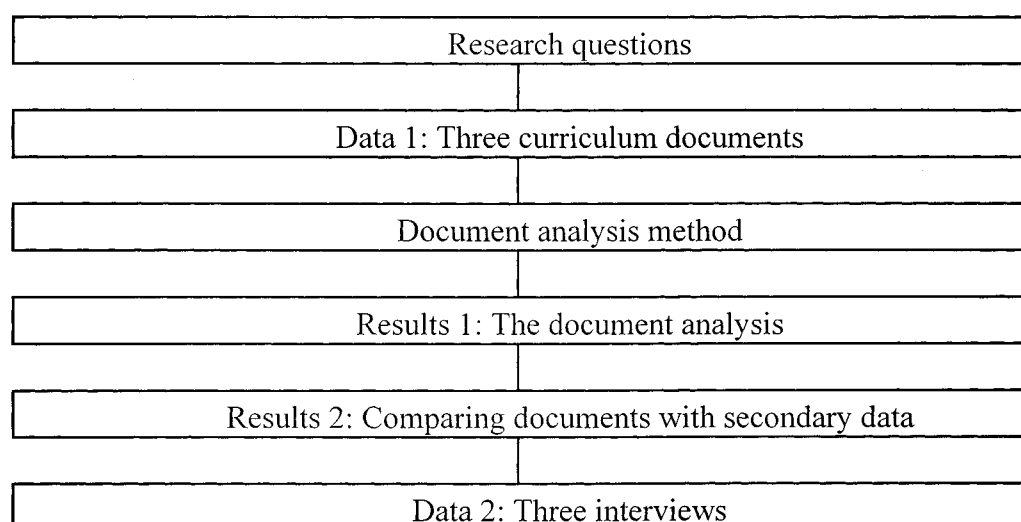 Research questions
Data 1: Three curriculum documents
Document analysis method
Results 1: The document analysis
Results 2: Comparing documents with secondary data
Data 2: Three interviews